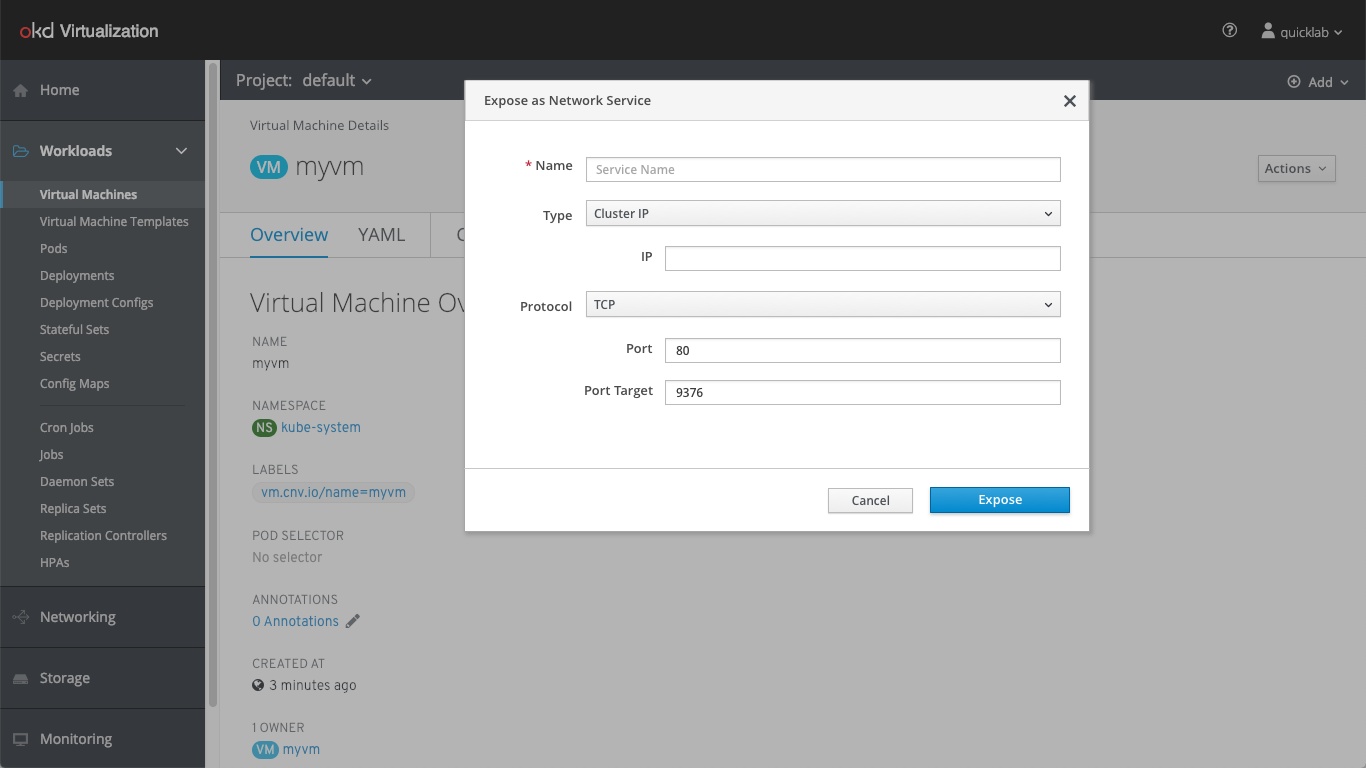 okd Virtualization
quicklab
Home
Workloads
Virtual Machines
Virtual Machine Templates
Pods
Deployments
Deployment Configs
Stateful Sets
Secrets
Config Maps
Cron Jobs
Jobs
Daemon Sets
Replica Sets
Replication Controllers
HPAs
Networking
Storage
Monitoring
Project: default
Add
Virtual Machine Details
VM myvm
Actions
Overview YAML
Virtual Machine Ov
NAME
myvm
NAMESPACE
NS kube-system
LABELS
vm.cnv.io/name=myvm
POD SELECTOR
No selector
ANNOTATIONS
0 Annotations
CREATED AT
3 minutes ago
1 OWNER
VM myvm
Expose as Network Service
* Name Service Name
Type Cluster IP
IP
Protocol TCP
Port 80
Port Target 9376
Cancel Expose